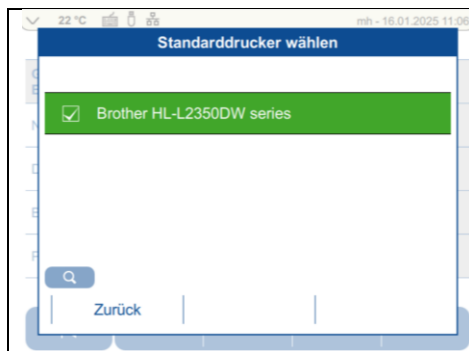 22 °C
mh - 16.01.2025 11:06
Standarddrucker wählen
Brother HL-L2350DW series
Zurück